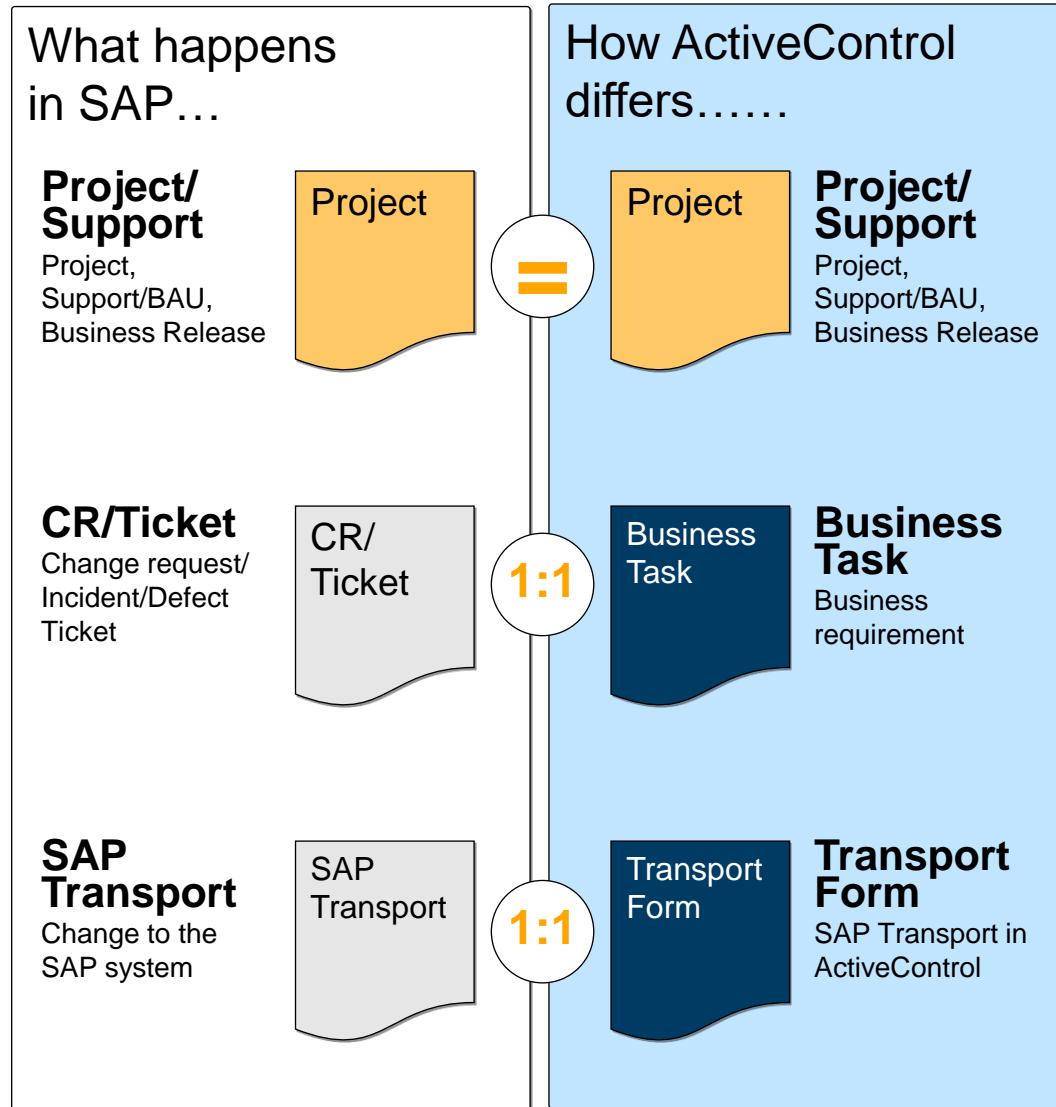 What happens
in SAP…
How ActiveControl
differs……
Project/
Support
Project,
Support/BAU,
Business Release
Project
=
Project
Project/
Support
Project,
Support/BAU,
Business Release
CR/Ticket
Change request/
Incident/Defect
Ticket
CR/
Ticket
1:1
Business
Task
Business
Task
Business
requirement
SAP
Transport
Change to the
SAP system
SAP
Transport
1:1
Transport
Form
Transport
Form
SAP Transport in
ActiveControl